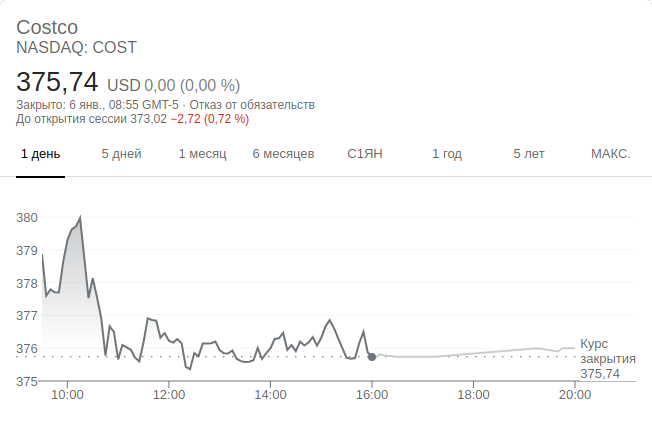 Costco
NASDAQ: COST
375,74 USD 0,00 (0,00 %)
Закрыто: 6 янв., 08:55 GMT-5 · Отказ от обязательств
До открытия сессии 373,02 −2,72 (0,72 %)
1 день 5 дней 1 месяц 6 месяцев С1ЯН 1 год 5 лет МАКС.
380
379
378
377
376
375
Курс
закрытия
375,74
10:00 12:00 14:00 16:00 18:00 20:00